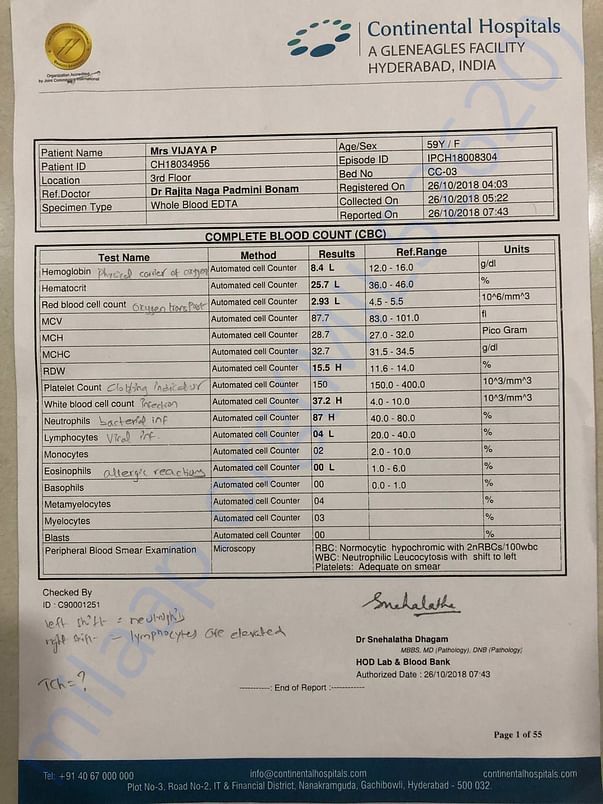 Continental Hospitals
A GLENEAGLES FACILITY
HYDERABAD, INDIA
Organization Accredited
by Joint Commission International
Patient Name Mrs VIJAYA P Age/Sex 59Y / F
Patient ID CH18034956 Episode ID IPCH18008304
Location 3rd Floor Bed No CC-03
Ref.Doctor Dr Rajita Naga Padmini Bonam Registered On 26/10/2018 04:03
Specimen Type Whole Blood EDTA Collected On 26/10/2018 05:22
Reported On 26/10/2018 07:43
COMPLETE BLOOD COUNT (CBC)
Test Name Method Results Ref.Range Units
Hemoglobin physical carrier of oxygen Automated cell Counter 8.4 L 12.0 - 16.0 g/dl
Hematocrit Automated cell Counter 25.7 L 36.0 - 46.0 %
Red blood cell count oxygen transport Automated cell Counter 2.93 L 4.5 - 5.5 10^6/mm^3
MCV Automated cell Counter 87.7 83.0 - 101.0 fl
MCH Automated cell Counter 28.7 27.0 - 32.0 Pico Gram
MCHC Automated cell Counter 32.7 31.5 - 34.5 g/dl
RDW Automated cell Counter 15.5 H 11.6 - 14.0 %
Platelet Count Clotting indicator Automated cell Counter 150 150.0 - 400.0 10^3/mm^3
White blood cell count infection Automated cell Counter 37.2 H 4.0 - 10.0 10^3/mm^3
Neutrophils bacterial inf Automated cell Counter 87 H 40.0 - 80.0 %
Lymphocytes Viral inf. Automated cell Counter 04 L 20.0 - 40.0 %
Monocytes Automated cell Counter 02 2.0 - 10.0 %
Eosinophils allergic reactions Automated cell Counter 00 L 1.0 - 6.0 %
Basophils Automated cell Counter 00 0.0 - 1.0 %
Metamyelocytes Automated cell Counter 04 %
Myelocytes Automated cell Counter 03 %
Blasts Automated cell Counter 00 %
Peripheral Blood Smear Examination Microscopy RBC: Normocytic hypochromic with 2nRBCs/100wbc
WBC: Neutrophilic Leucocytosis with shift to left
Platelets: Adequate on smear
Checked By
ID : C90001251
left shift = neutrophils
right shift = lymphocytes are elevated
TCh = ?
Snehalatha
Dr Snehalatha Dhagam
MBBS, MD (Pathology), DNB (Pathology)
HOD Lab & Blood Bank
Authorized Date : 26/10/2018 07:43
-----------: End of Report :------------
Page 1 of 55
Tel: +91 40 67 000 000 info@continentalhospitals.com continentalhospitals.com
Plot No-3, Road No-2, IT & Financial District, Nanakramguda, Gachibowli, Hyderabad - 500 032.